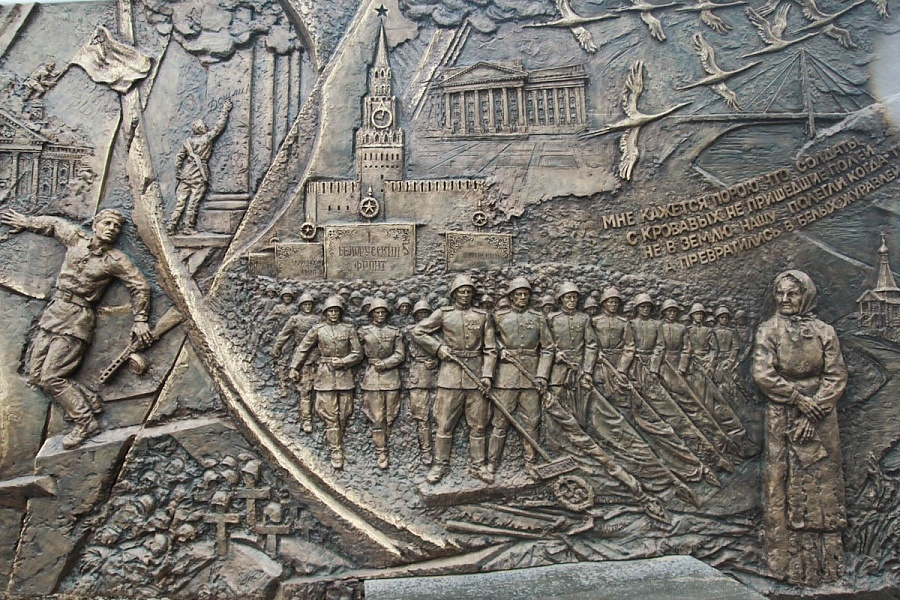 МНЕ КАЖЕТСЯ ПОРОЮ, ЧТО СОЛДАТЫ,
С КРОВАВЫХ НЕ ПРИШЕДШИЕ ПОЛЕЙ,
НЕ В ЗЕМЛЮ НАШУ ПОЛЕГЛИ КОГДА-ТО
А ПРЕВРАТИЛИСЬ В БЕЛЫХ ЖУРАВЛЕЙ
1
БЕЛОРУССКИЙ
ФРОНТ